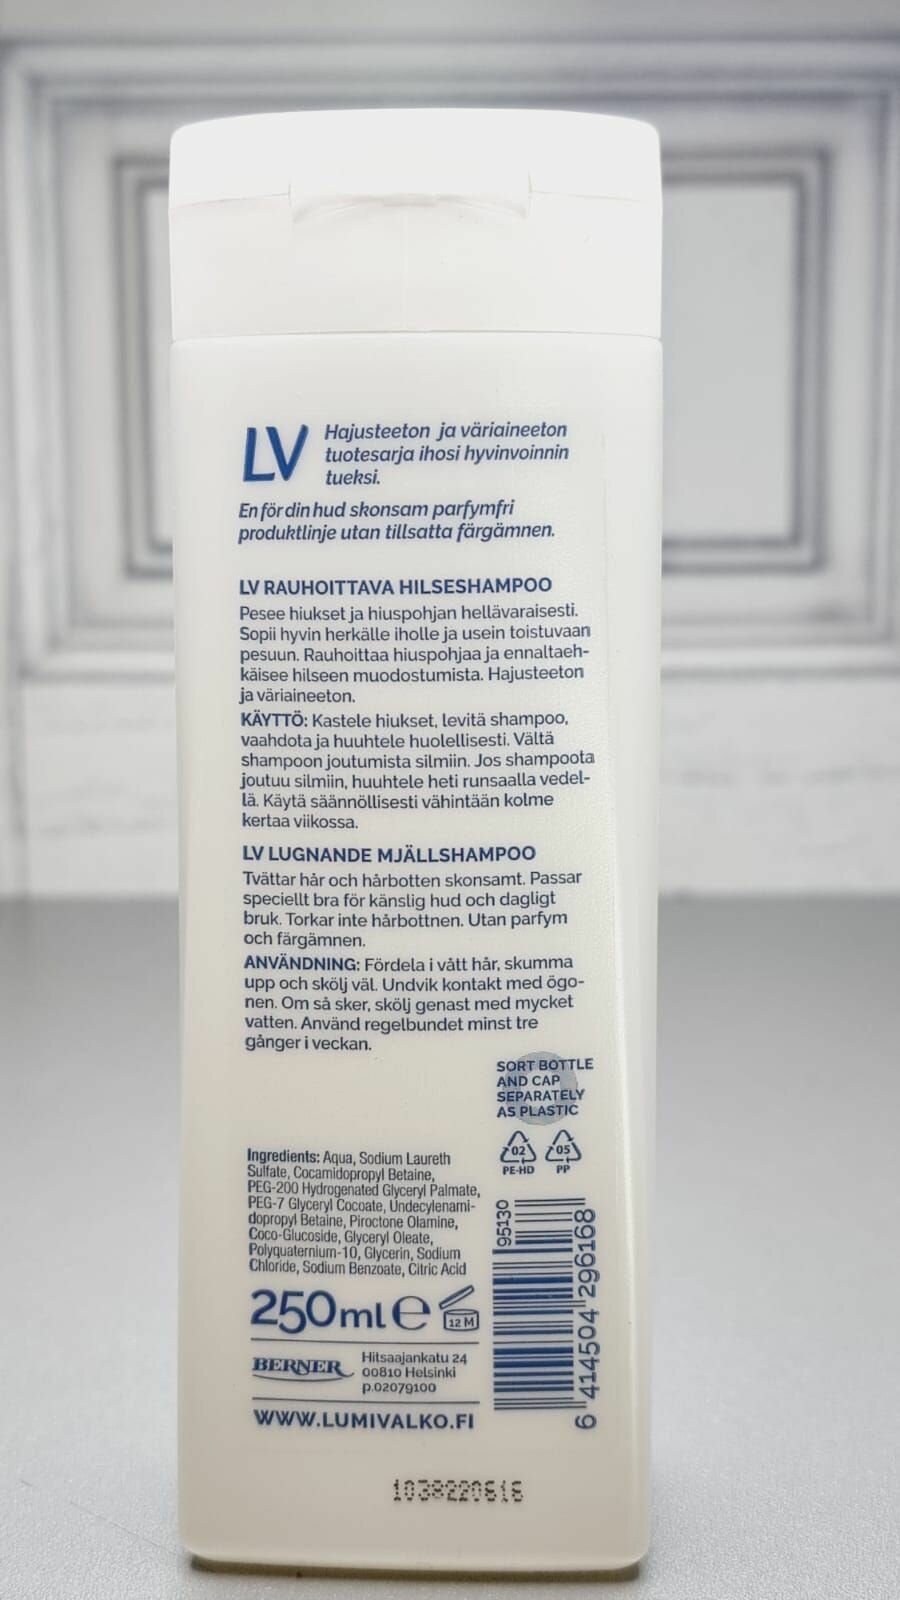 LV
Hajusteeton ja väriaineeton
tuotesarja ihosi hyvinvoinnin
tueksi.
En för din hud skonsam parfymfri
produktlinje utan tillsatta färgämnen.
LV RAUHOITTAVA HILSESHAMPOO
Pesee hiukset ja hiuspohjan hellävaraisesti.
Sopii hyvin herkälle iholle ja usein toistuvaan
pesuun. Rauhoittaa hiuspohjaa ja ennaltaeh-
käisee hilseen muodostumista. Hajusteeton
ja väriaineeton.
KÄYTTÖ: Kastele hiukset, levitä shampoo,
vaahdota ja huuhtele huolellisesti. Vältä
shampoon joutumista silmiin. Jos shampoota
joutuu silmiin, huuhtele heti runsaalla vedel-
lä. Käytä säännöllisesti vähintään kolme
kertaa viikossa.
LV LUGNANDE MJÄLLSHAMPOO
Tvättar hår och hårbotten skonsamt. Passar
speciellt bra för känslig hud och dagligt
bruk. Torkar inte hårbottnen. Utan parfym
och färgämnen.
ANVÄNDNING: Fördela i vått hår, skumma
upp och skölj väl. Undvik kontakt med ögo-
nen. Om så sker, skölj genast med mycket
vatten. Använd regelbundet minst tre
gånger i veckan.
SORT BOTTLE
AND CAP
SEPARATELY
AS PLASTIC
02 05
PE-HD PP
Ingredients: Aqua, Sodium Laureth
Sulfate, Cocamidopropyl Betaine,
PEG-200 Hydrogenated Glyceryl Palmate,
PEG-7 Glyceryl Cocoate, Undecylenami-
dopropyl Betaine, Piroctone Olamine,
Coco-Glucoside, Glyceryl Oleate,
Polyquaternium-10, Glycerin, Sodium
Chloride, Sodium Benzoate, Citric Acid
95130
6 414504 296168
250ml e 12 M
BERNER
Hitsaajankatu 24
00810 Helsinki
p.02079100
WWW.LUMIVALKO.FI
1038220616